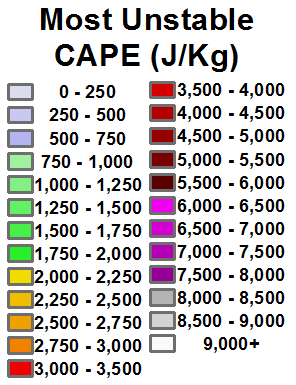 Most Unstable
CAPE (J/Kg)
0 - 250
250 - 500
500 - 750
750 - 1,000
1,000 - 1,250
1,250 - 1,500
1,500 - 1,750
1,750 - 2,000
2,000 - 2,250
2,250 - 2,500
2,500 - 2,750
2,750 - 3,000
3,000 - 3,500
3,500 - 4,000
4,000 - 4,500
4,500 - 5,000
5,000 - 5,500
5,500 - 6,000
6,000 - 6,500
6,500 - 7,000
7,000 - 7,500
7,500 - 8,000
8,000 - 8,500
8,500 - 9,000
9,000+